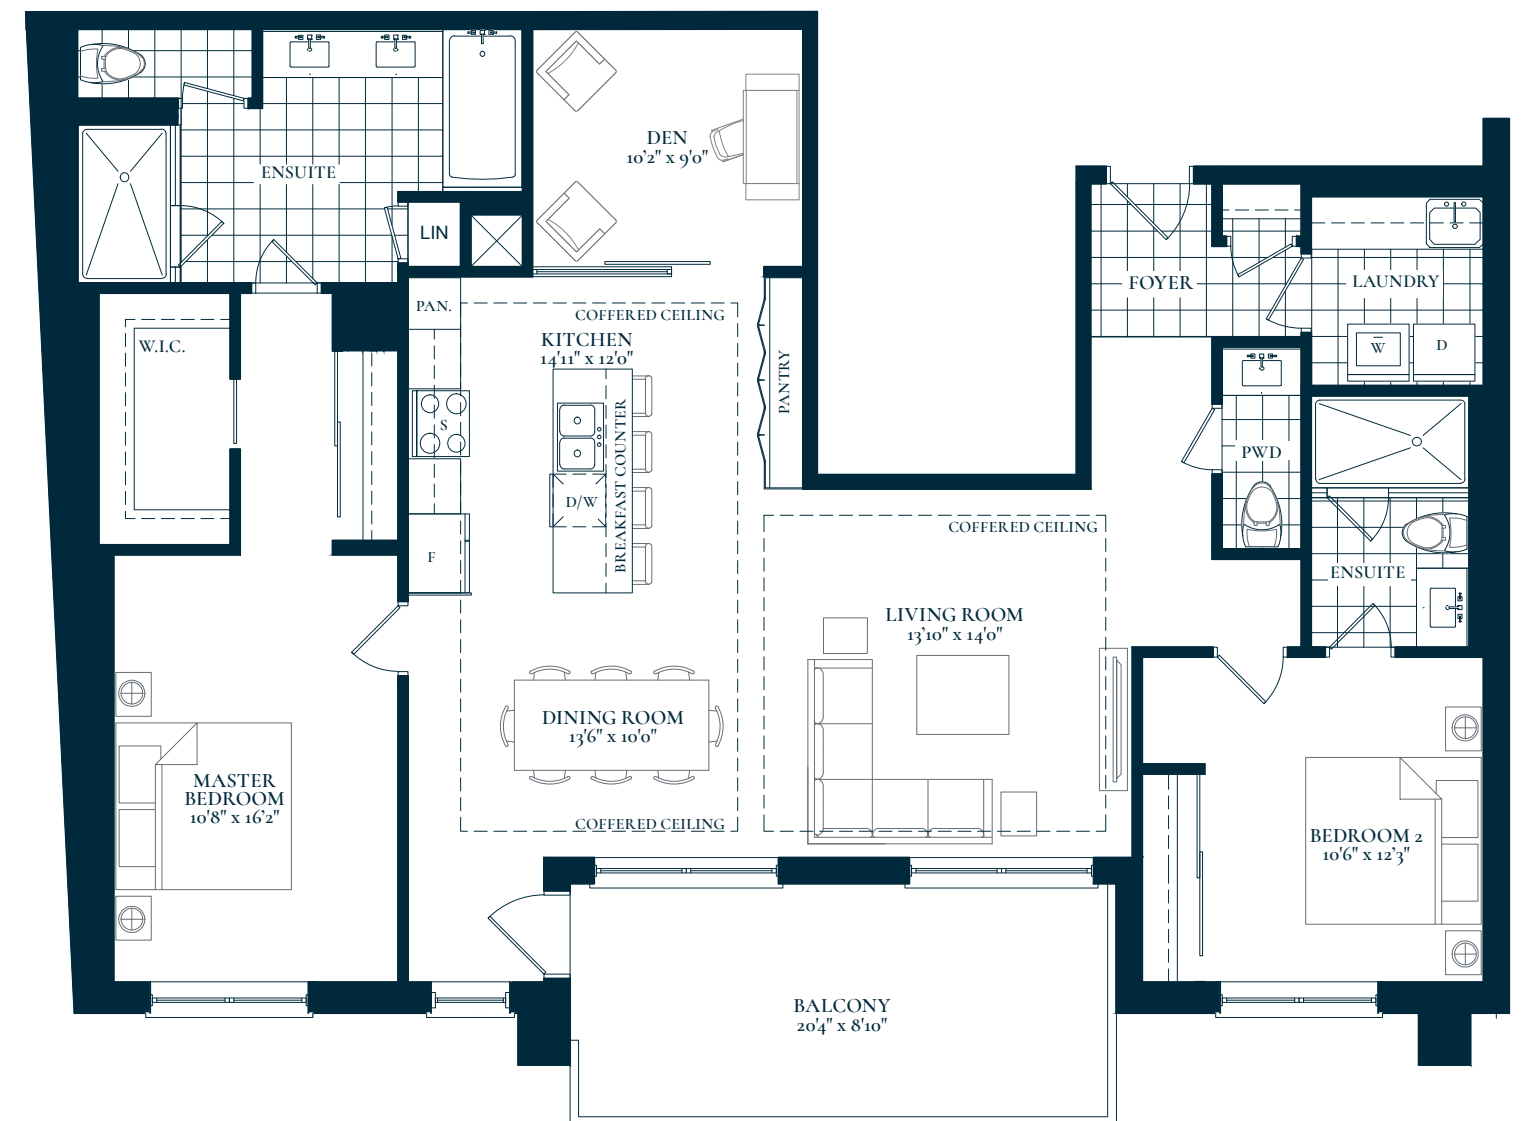 DEN
10'2" x 9'0"
ENSUITE
LIN
FOYER
LAUNDRY
W
D
PAN.
COFFERED CEILING
KITCHEN
14'11" x 12'0"
W.I.C.
PANTRY
S
BREAKFAST COUNTER
D/W
F
PWD
COFFERED CEILING
ENSUITE
LIVING ROOM
13'10" x 14'0"
DINING ROOM
13'6" x 10'0"
MASTER
BEDROOM
10'8" x 16'2"
COFFERED CEILING
BEDROOM 2
10'6" x 12'3"
BALCONY
20'4" x 8'10"